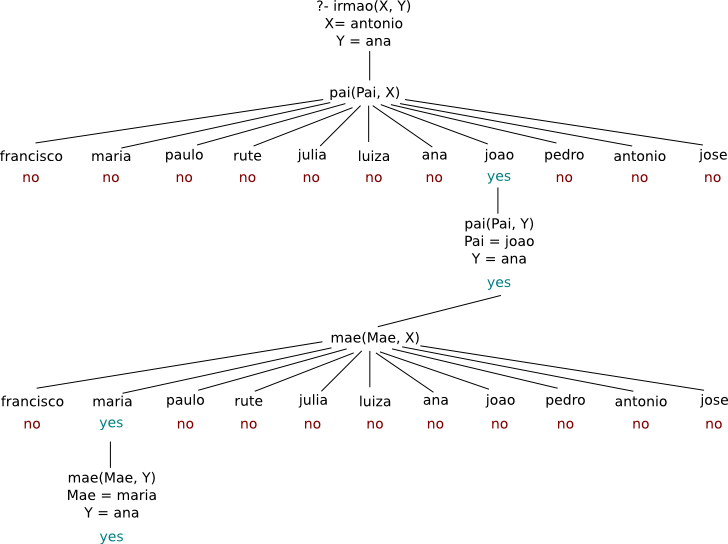 ?- irmao(X, Y)
X= antonio
Y = ana
pai(Pai, X)
francisco maria paulo rute julia luiza ana joao pedro antonio jose
no no no no no no no yes no no no
pai(Pai, Y)
Pai = joao
Y = ana
yes
mae(Mae, X)
francisco maria paulo rute julia luiza ana joao pedro antonio jose
no yes no no no no no no no no no
mae(Mae, Y)
Mae = maria
Y = ana
yes